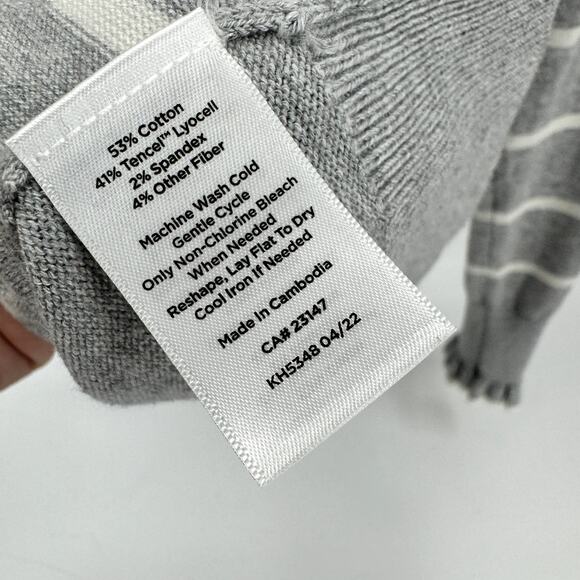 53% Cotton
41% Tencel™ Lyocell
2% Spandex
4% Other Fiber
Machine Wash Cold
Gentle Cycle
Only Non-Chlorine Bleach
When Needed
Reshape, Lay Flat To Dry
Cool Iron If Needed
Made In Cambodia
CA# 23147
KH5348 04/22